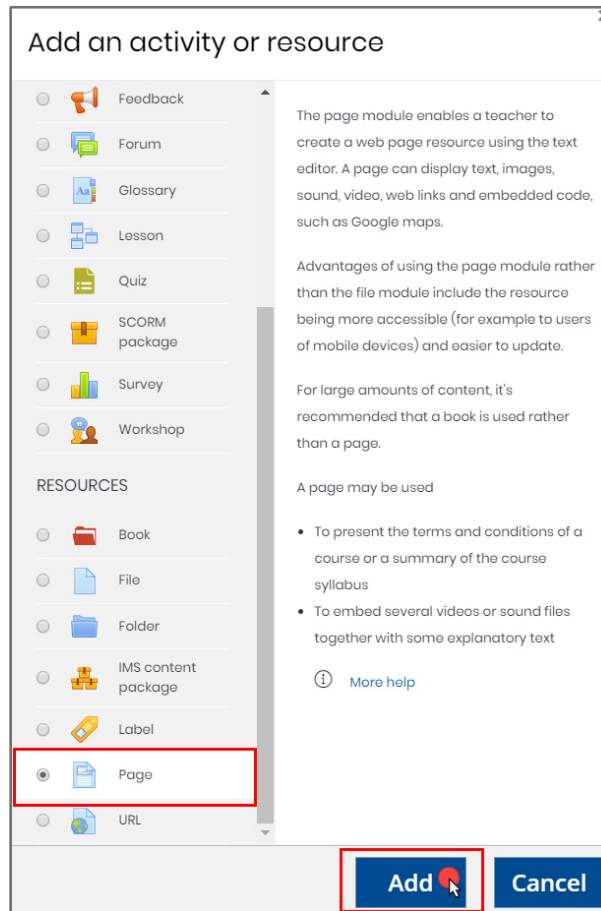 Add an activity or resource
Feedback
Forum
Aa
Glossary
Lesson
Quiz
SCORM
package
Survey
Workshop
RESOURCES
Book
File
Folder
IMS content
package
Label
Page
URL
The page module enables a teacher to
create a web page resource using the text
editor. A page can display text, images,
sound, video, web links and embedded code,
such as Google maps.
Advantages of using the page module rather
than the file module include the resource
being more accessible (for example to users
of mobile devices) and easier to update.
For large amounts of content, it's
recommended that a book is used rather
than a page.
A page may be used
• To present the terms and conditions of a
course or a summary of the course
syllabus
• To embed several videos or sound files
together with some explanatory text
More help
Add
Cancel